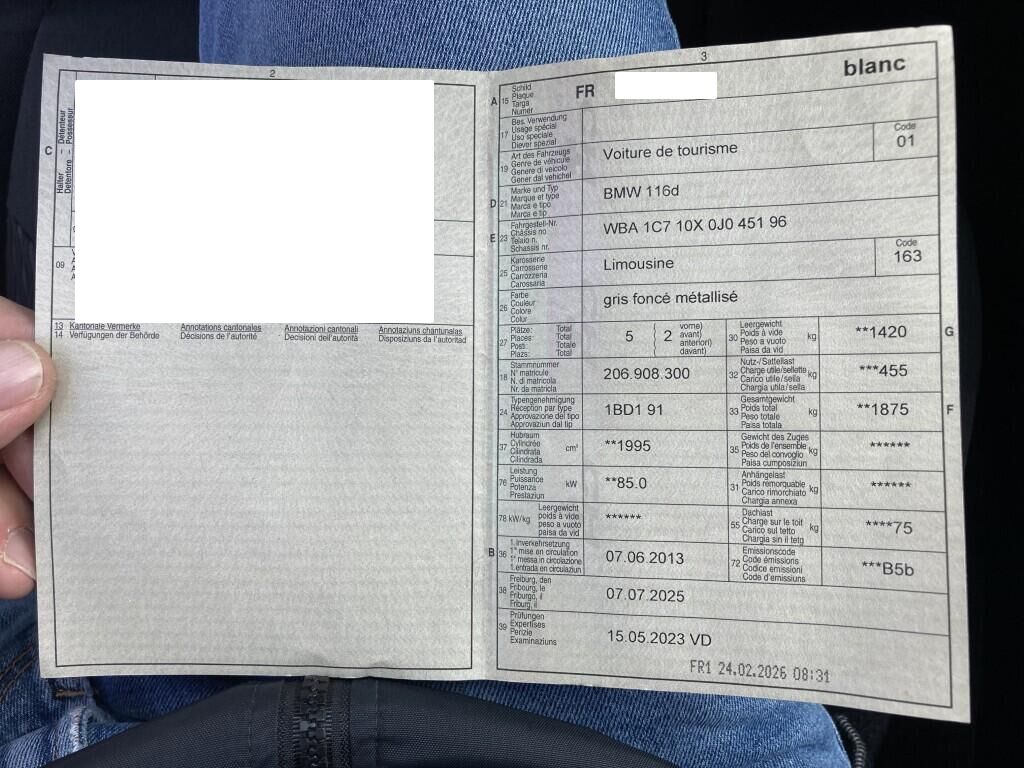 2
C
Halter - Détenteur
Detentore - Possessur
09
13 Kantonale Vermerke Annotations cantonales Annotazioni cantonali Annotaziuns chantunalas
14 Verfügungen der Behörde Décisions de l'autorité Decisioni dell'autorità Disposiziuns da l'autoritad
3
blanc
A 15 Schild
Plaque
Targa
Numer
FR
17 Bes. Verwendung
Usage spécial
Uso speciale
Diever spezial
19 Art des Fahrzeugs
Genre de véhicule
Genere di veicolo
Gener dal vehichel
Voiture de tourisme
Code
01
D 21 Marke und Typ
Marque et type
Marca e tipo
Marca e tip
BMW 116d
E 23 Fahrgestell-Nr.
Châssis no
Telaio n.
Schassis nr.
WBA 1C7 10X 0J0 451 96
25 Karosserie
Carrosserie
Carrozzeria
Carossaria
Limousine
Code
163
26 Farbe
Couleur
Colore
Colur
gris foncé métallisé
27 Plätze: Total
Places: Total
Posti: Totale
Plazs: Total
5 2
vorne)
avant)
anteriori)
davant)
30 Leergewicht
Poids à vide
Peso a vuoto
Paisa da vid
kg
**1420
G
18 Stammnummer
N° matricule
N. di matricola
Nr. da matricla
206.908.300
32 Nutz-/Sattellast
Charge utile/sellette
Carico utile/sella
Chargia utila/sella
kg
***455
24 Typengenehmigung
Réception par type
Approvazione del tipo
Approvaziun dal tip
1BD1 91
33 Gesamtgewicht
Poids total
Peso totale
Paisa totala
kg
**1875
F
37 Hubraum
Cylindrée
Cilindrata
Cilindrada
cm³
**1995
35 Gewicht des Zuges
Poids de l'ensemble
Peso del convoglio
Paisa cumposiziun
kg
******
76 Leistung
Puissance
Potenza
Prestaziun
kW
**85.0
31 Anhängelast
Poids remorquable
Carico rimorchiato
Chargia annexa
kg
******
78 kW/kg
Leergewicht
poids à vide
peso a vuoto
paisa da vid
******
55 Dachlast
Charge sur le toit
Carico sul tetto
Chargia sin il tetg
kg
****75
B 36 1. Inverkehrsetzung
1re mise en circulation
1a messa in circolazione
1. entrada en circulaziun
07.06.2013
72 Emissionscode
Code émissions
Codice emissioni
Code d'emissiuns
***B5b
38 Freiburg, den
Fribourg, le
Friburgo, il
Friburg, il
07.07.2025
39 Prüfungen
Expertises
Perizie
Examinaziuns
15.05.2023 VD
FR1 24.02.2026 08:31